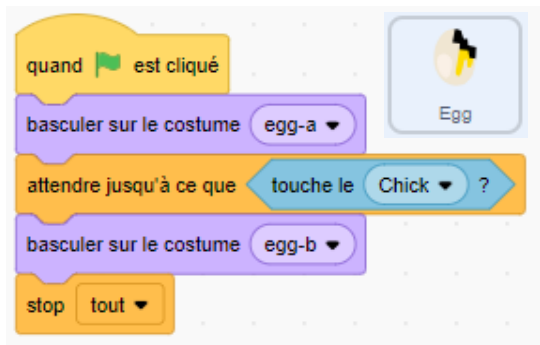 quand est cliqué
basculer sur le costume egg-a
Egg
attendre jusqu'à ce que touche le Chick ?
basculer sur le costume egg-b
stop tout